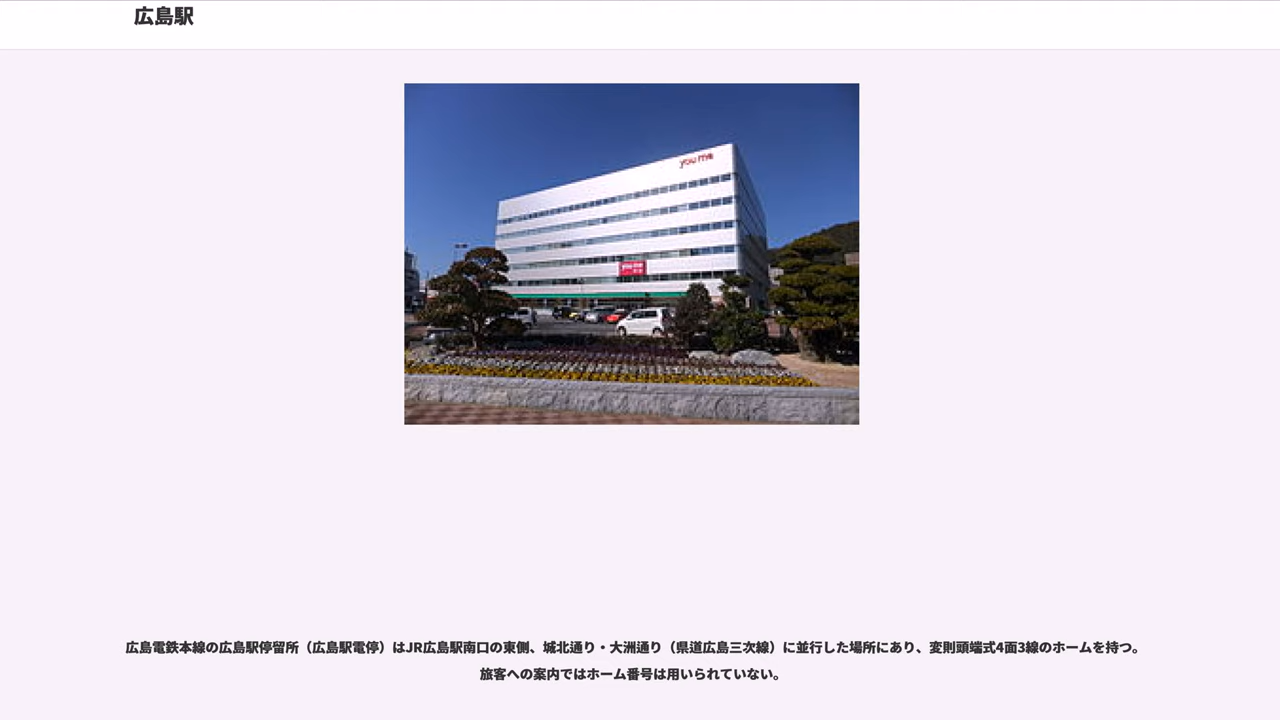 広島駅
you me
you me
広島電鉄本線の広島駅停留所（広島駅電停）はJR広島駅南口の東側、城北通り・大洲通り（県道広島三次線）に並行した場所にあり、変則頭端式4面3線のホームを持つ。
旅客への案内ではホーム番号は用いられていない。